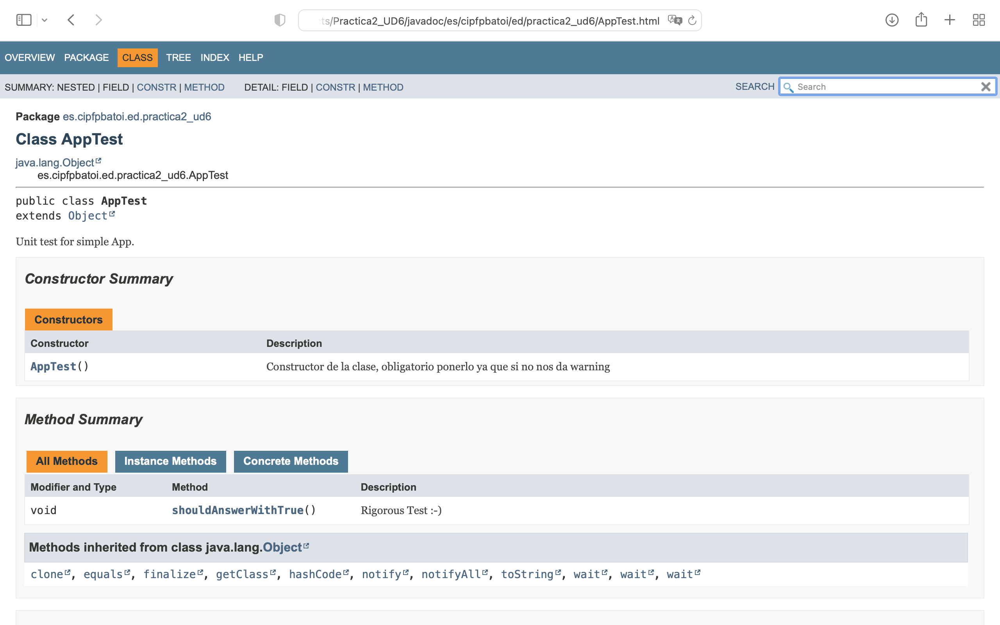 ts/Practica2_UD6/javadoc/es/cipfpbatoi/ed/practica2_ud6/AppTest.html
OVERVIEW PACKAGE CLASS TREE INDEX HELP
SUMMARY: NESTED | FIELD | CONSTR | METHOD DETAIL: FIELD | CONSTR | METHOD SEARCH Search
Package es.cipfpbatoi.ed.practica2_ud6
Class AppTest
java.lang.Object
es.cipfpbatoi.ed.practica2_ud6.AppTest
public class AppTest
extends Object
Unit test for simple App.
Constructor Summary
Constructors
Constructor Description
AppTest() Constructor de la clase, obligatorio ponerlo ya que si no nos da warning
Method Summary
All Methods Instance Methods Concrete Methods
Modifier and Type Method Description
void shouldAnswerWithTrue() Rigorous Test :-)
Methods inherited from class java.lang.Object
clone, equals, finalize, getClass, hashCode, notify, notifyAll, toString, wait, wait, wait